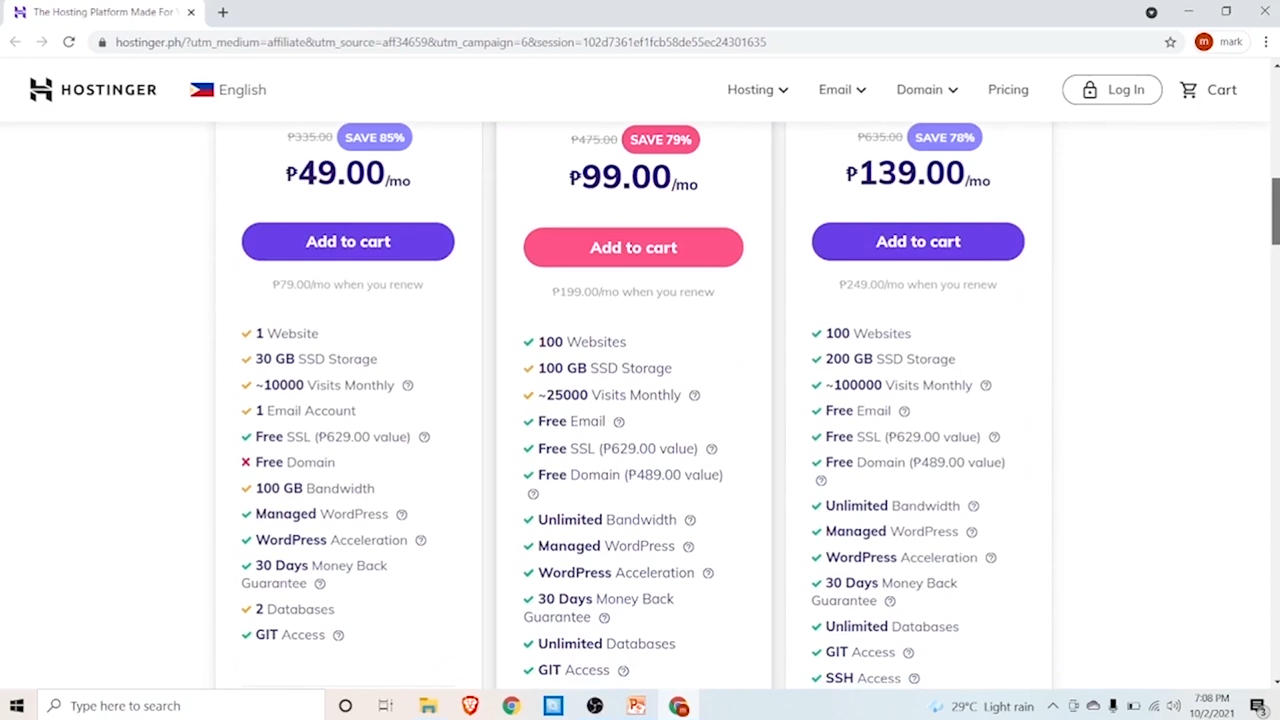 The Hosting Platform Made For
hostinger.ph/?utm_medium=affiliate&utm_source=aff34659&utm_campaign=6&session=102d7361ef1fcb58de55ec24301635
m mark
HOSTINGER English Hosting Email Domain Pricing Log In Cart
₱335.00 SAVE 85%
₱49.00/mo
Add to cart
₱79.00/mo when you renew
1 Website
30 GB SSD Storage
~10000 Visits Monthly
1 Email Account
Free SSL (₱629.00 value)
Free Domain
100 GB Bandwidth
Managed WordPress
WordPress Acceleration
30 Days Money Back
Guarantee
2 Databases
GIT Access
₱475.00 SAVE 79%
₱99.00/mo
Add to cart
₱199.00/mo when you renew
100 Websites
100 GB SSD Storage
~25000 Visits Monthly
Free Email
Free SSL (₱629.00 value)
Free Domain (₱489.00 value)
Unlimited Bandwidth
Managed WordPress
WordPress Acceleration
30 Days Money Back
Guarantee
Unlimited Databases
GIT Access
₱635.00 SAVE 78%
₱139.00/mo
Add to cart
₱249.00/mo when you renew
100 Websites
200 GB SSD Storage
~100000 Visits Monthly
Free Email
Free SSL (₱629.00 value)
Free Domain (₱489.00 value)
Unlimited Bandwidth
Managed WordPress
WordPress Acceleration
30 Days Money Back
Guarantee
Unlimited Databases
GIT Access
SSH Access
Type here to search
29°C Light rain
7:08 PM
10/2/2021